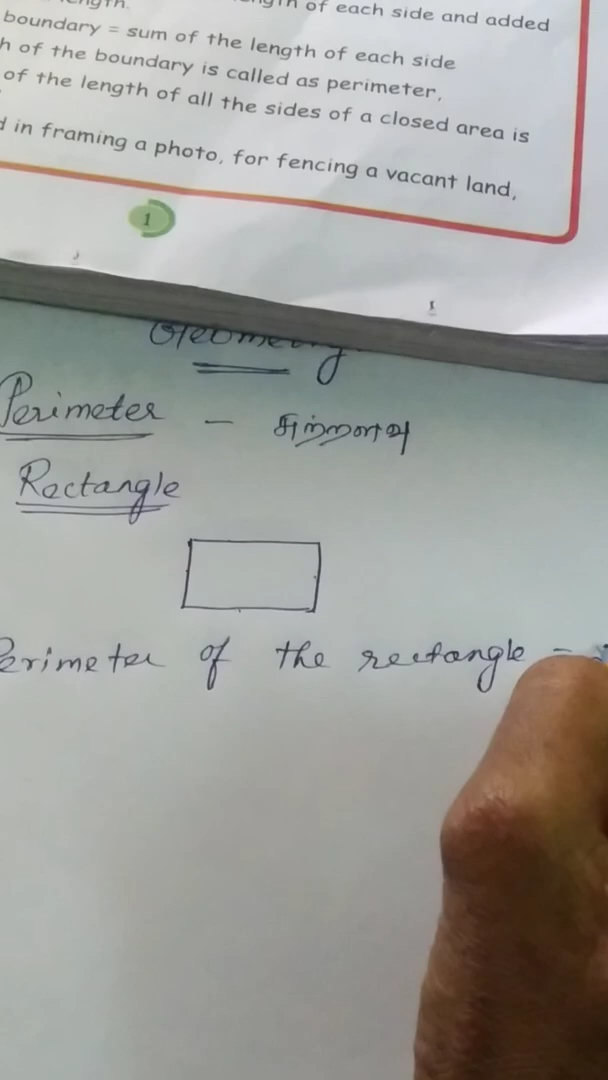 of each side and added
boundary = sum of the length of each side
h of the boundary is called as perimeter,
of the length of all the sides of a closed area is
d in framing a photo, for fencing a vacant land,
1
Geometry
Perimeter - சுற்றளவு
Rectangle
Perimeter of the rectangle =